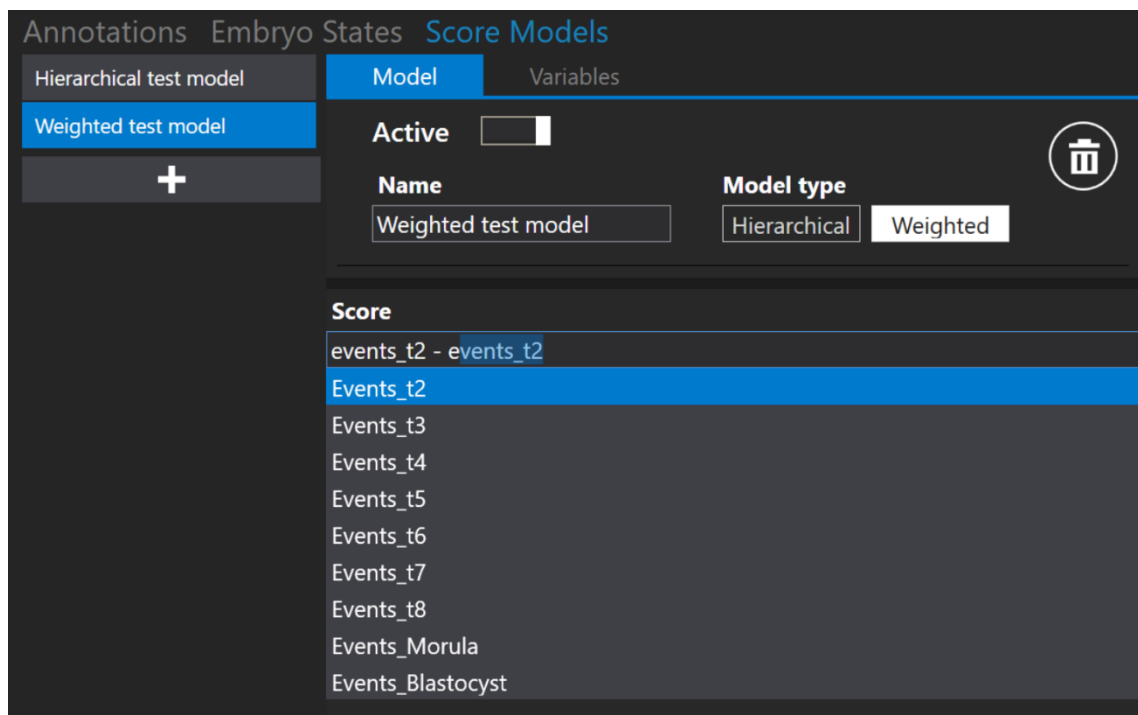 Annotations Embryo States Score Models
Hierarchical test model
Weighted test model
Model Variables
Active
Name Model type
Weighted test model Hierarchical Weighted
Score
events_t2 - events_t2
Events_t2
Events_t3
Events_t4
Events_t5
Events_t6
Events_t7
Events_t8
Events_Morula
Events_Blastocyst